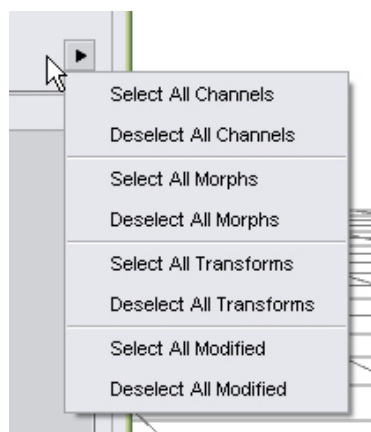 Select All Channels
Deselect All Channels
Select All Morphs
Deselect All Morphs
Select All Transforms
Deselect All Transforms
Select All Modified
Deselect All Modified